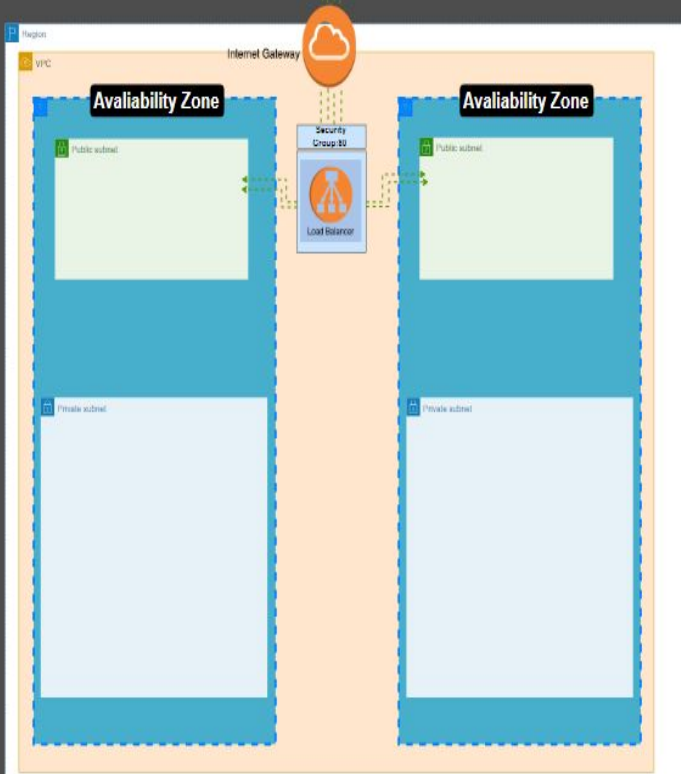 Region
Internet Gateway
VPC
Avaliability Zone
Avaliability Zone
Security
Group:80
Public subnet
Public subnet
Load Balancer
Private subnet
Private subnet